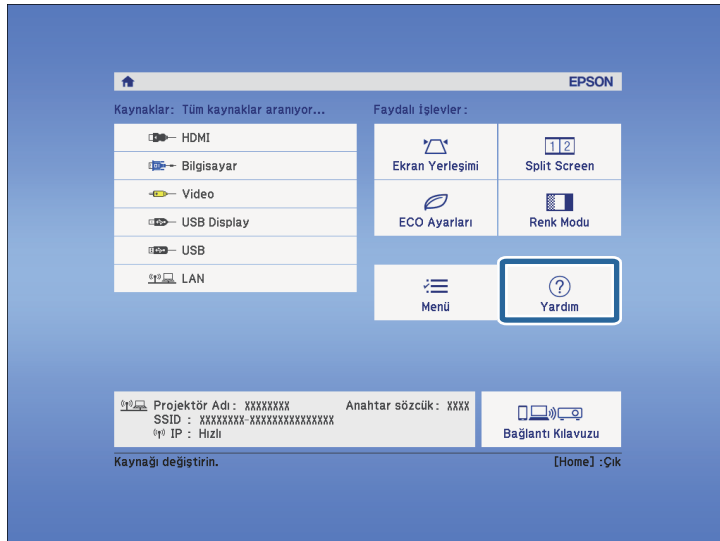 EPSON
Kaynaklar: Tüm kaynaklar aranıyor...
HDMI
Bilgisayar
Video
USB Display
USB
LAN
Faydalı İşlevler:
Ekran Yerleşimi
1 2
Split Screen
ECO Ayarları
Renk Modu
Menü
?
Yardım
Projektör Adı: XXXXXXXX Anahtar sözcük: XXXX
SSID : XXXXXXXX-XXXXXXXXXXXXXXX
IP : Hızlı
Bağlantı Kılavuzu
Kaynağı değiştirin. [Home] :Çık